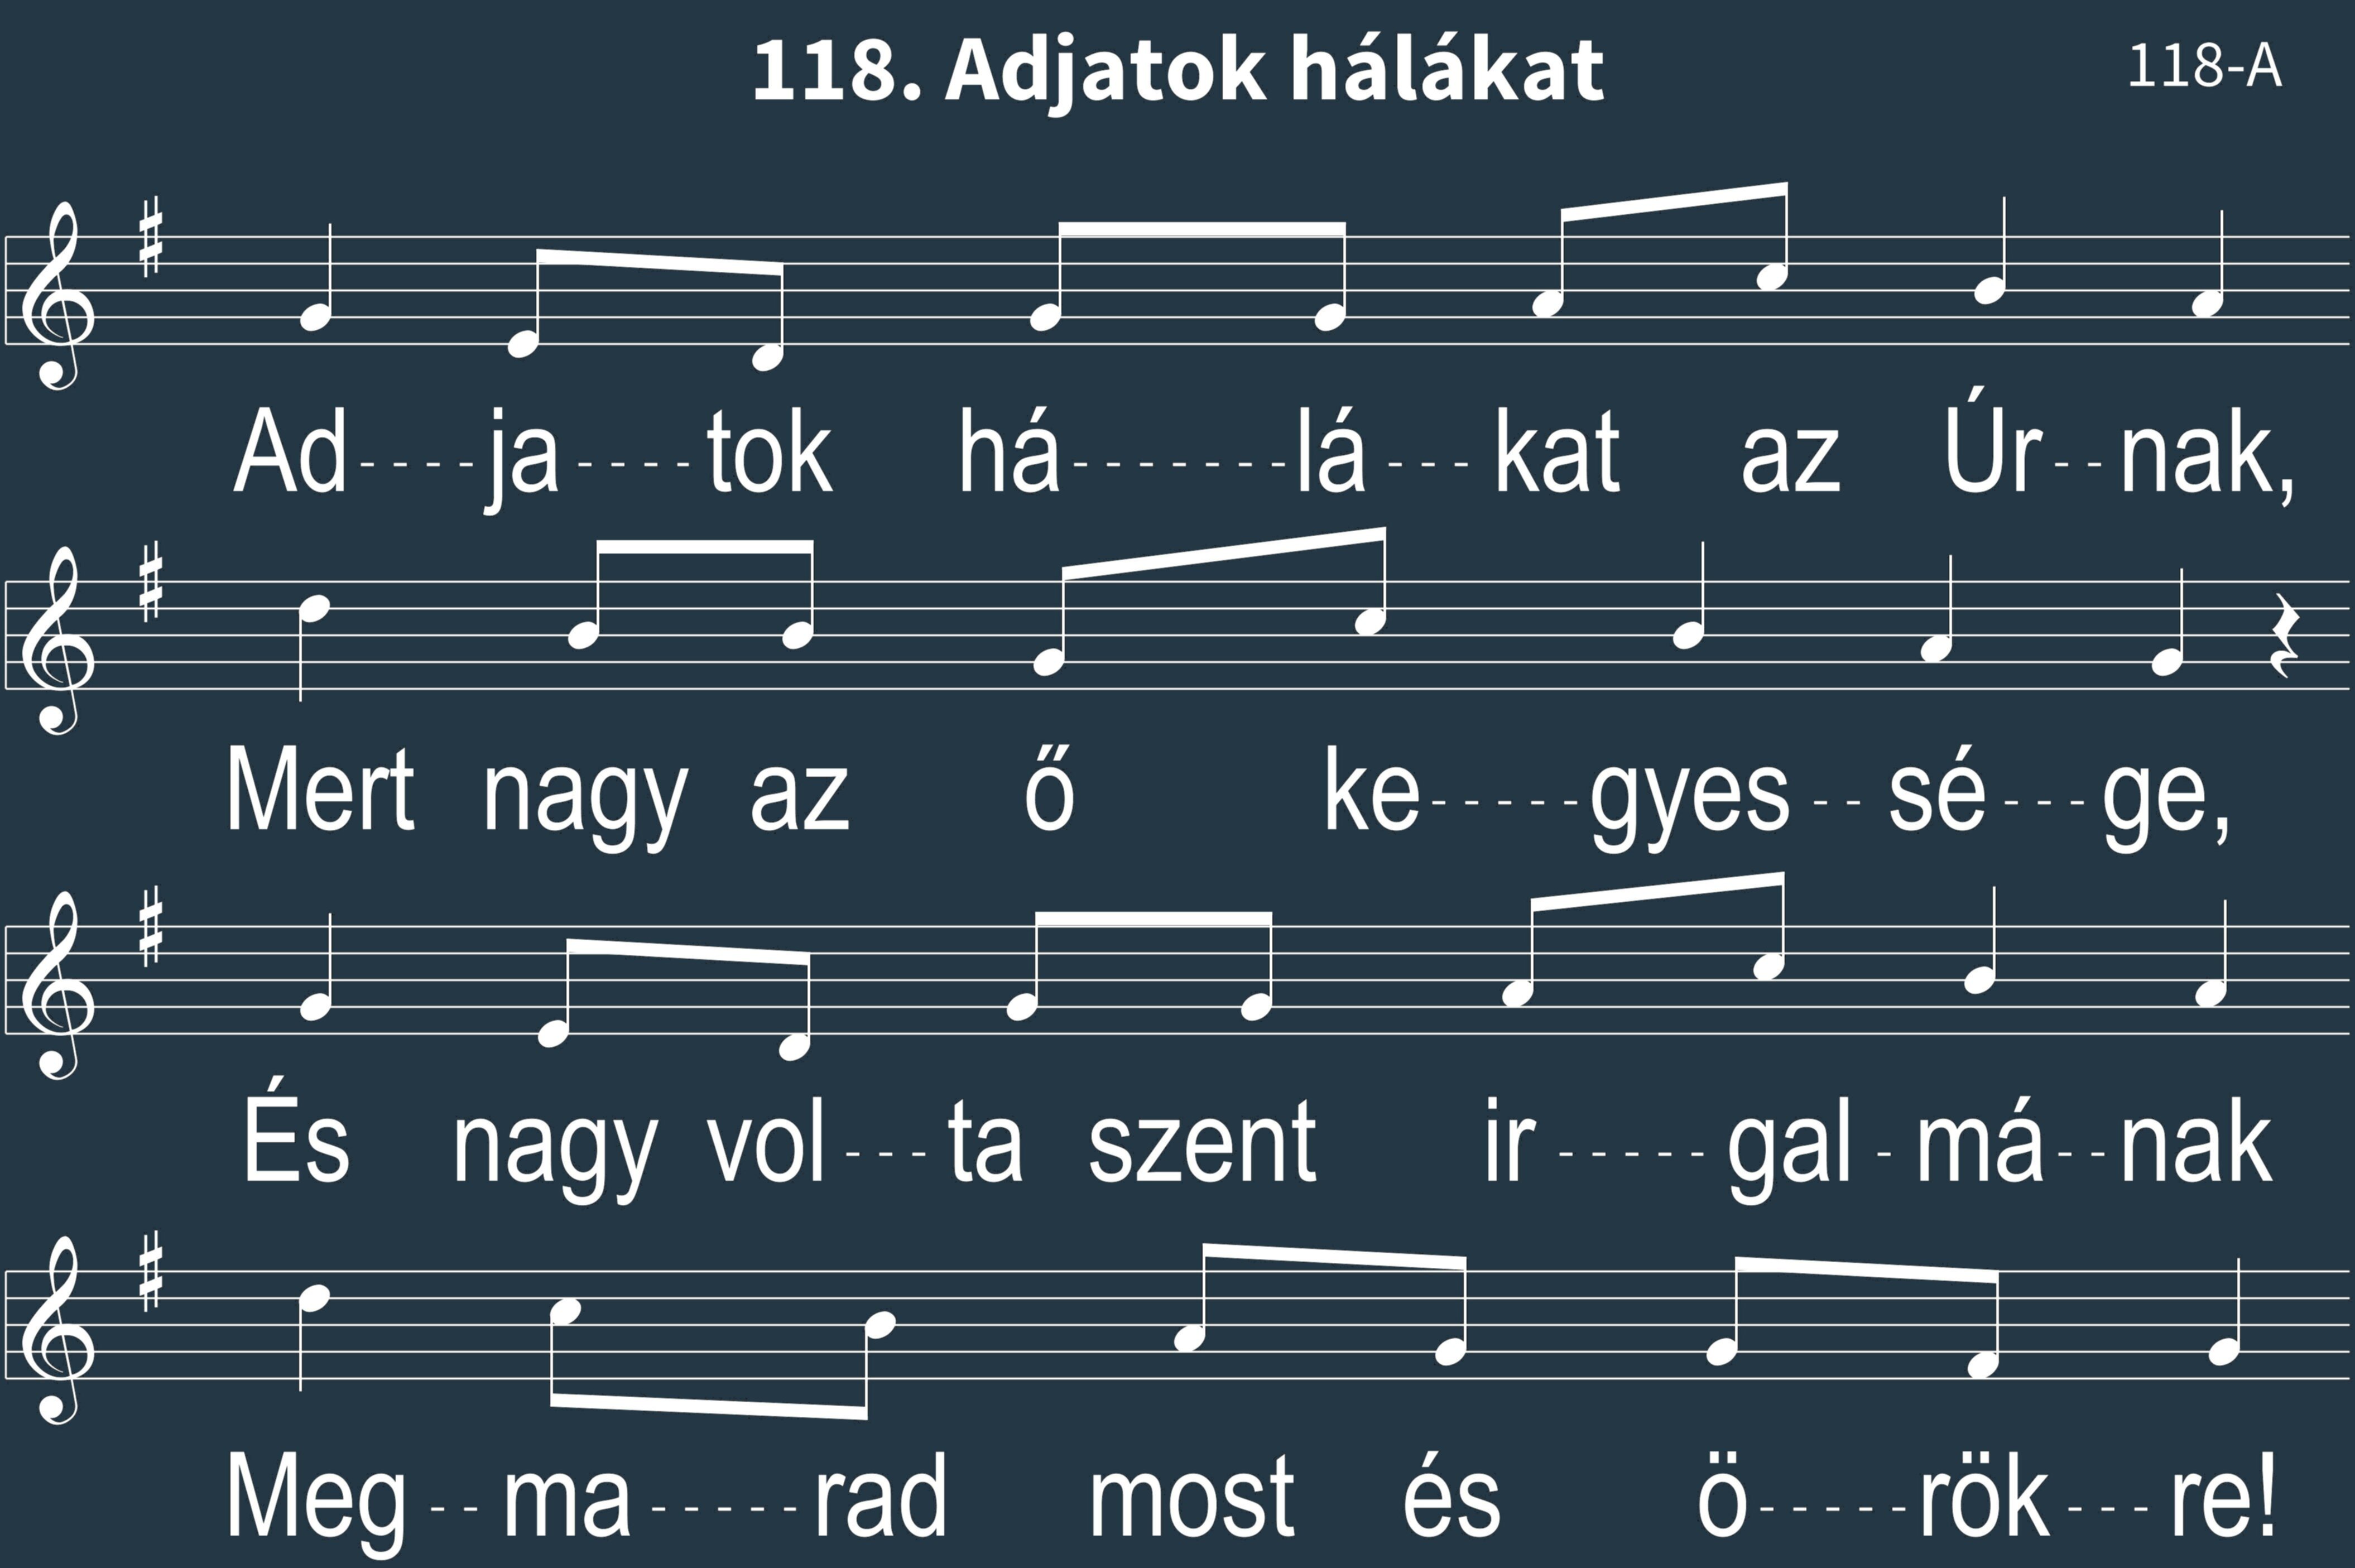 118. Adjatok hálákat
118-A
Ad----ja----tok há--------lá---kat az Úr--nak,
Mert nagy az ő ke-----gyes--sé---ge,
És nagy vol---ta szent ir-----gal-má--nak
Meg--ma-----rad most és ö-----rök---re!